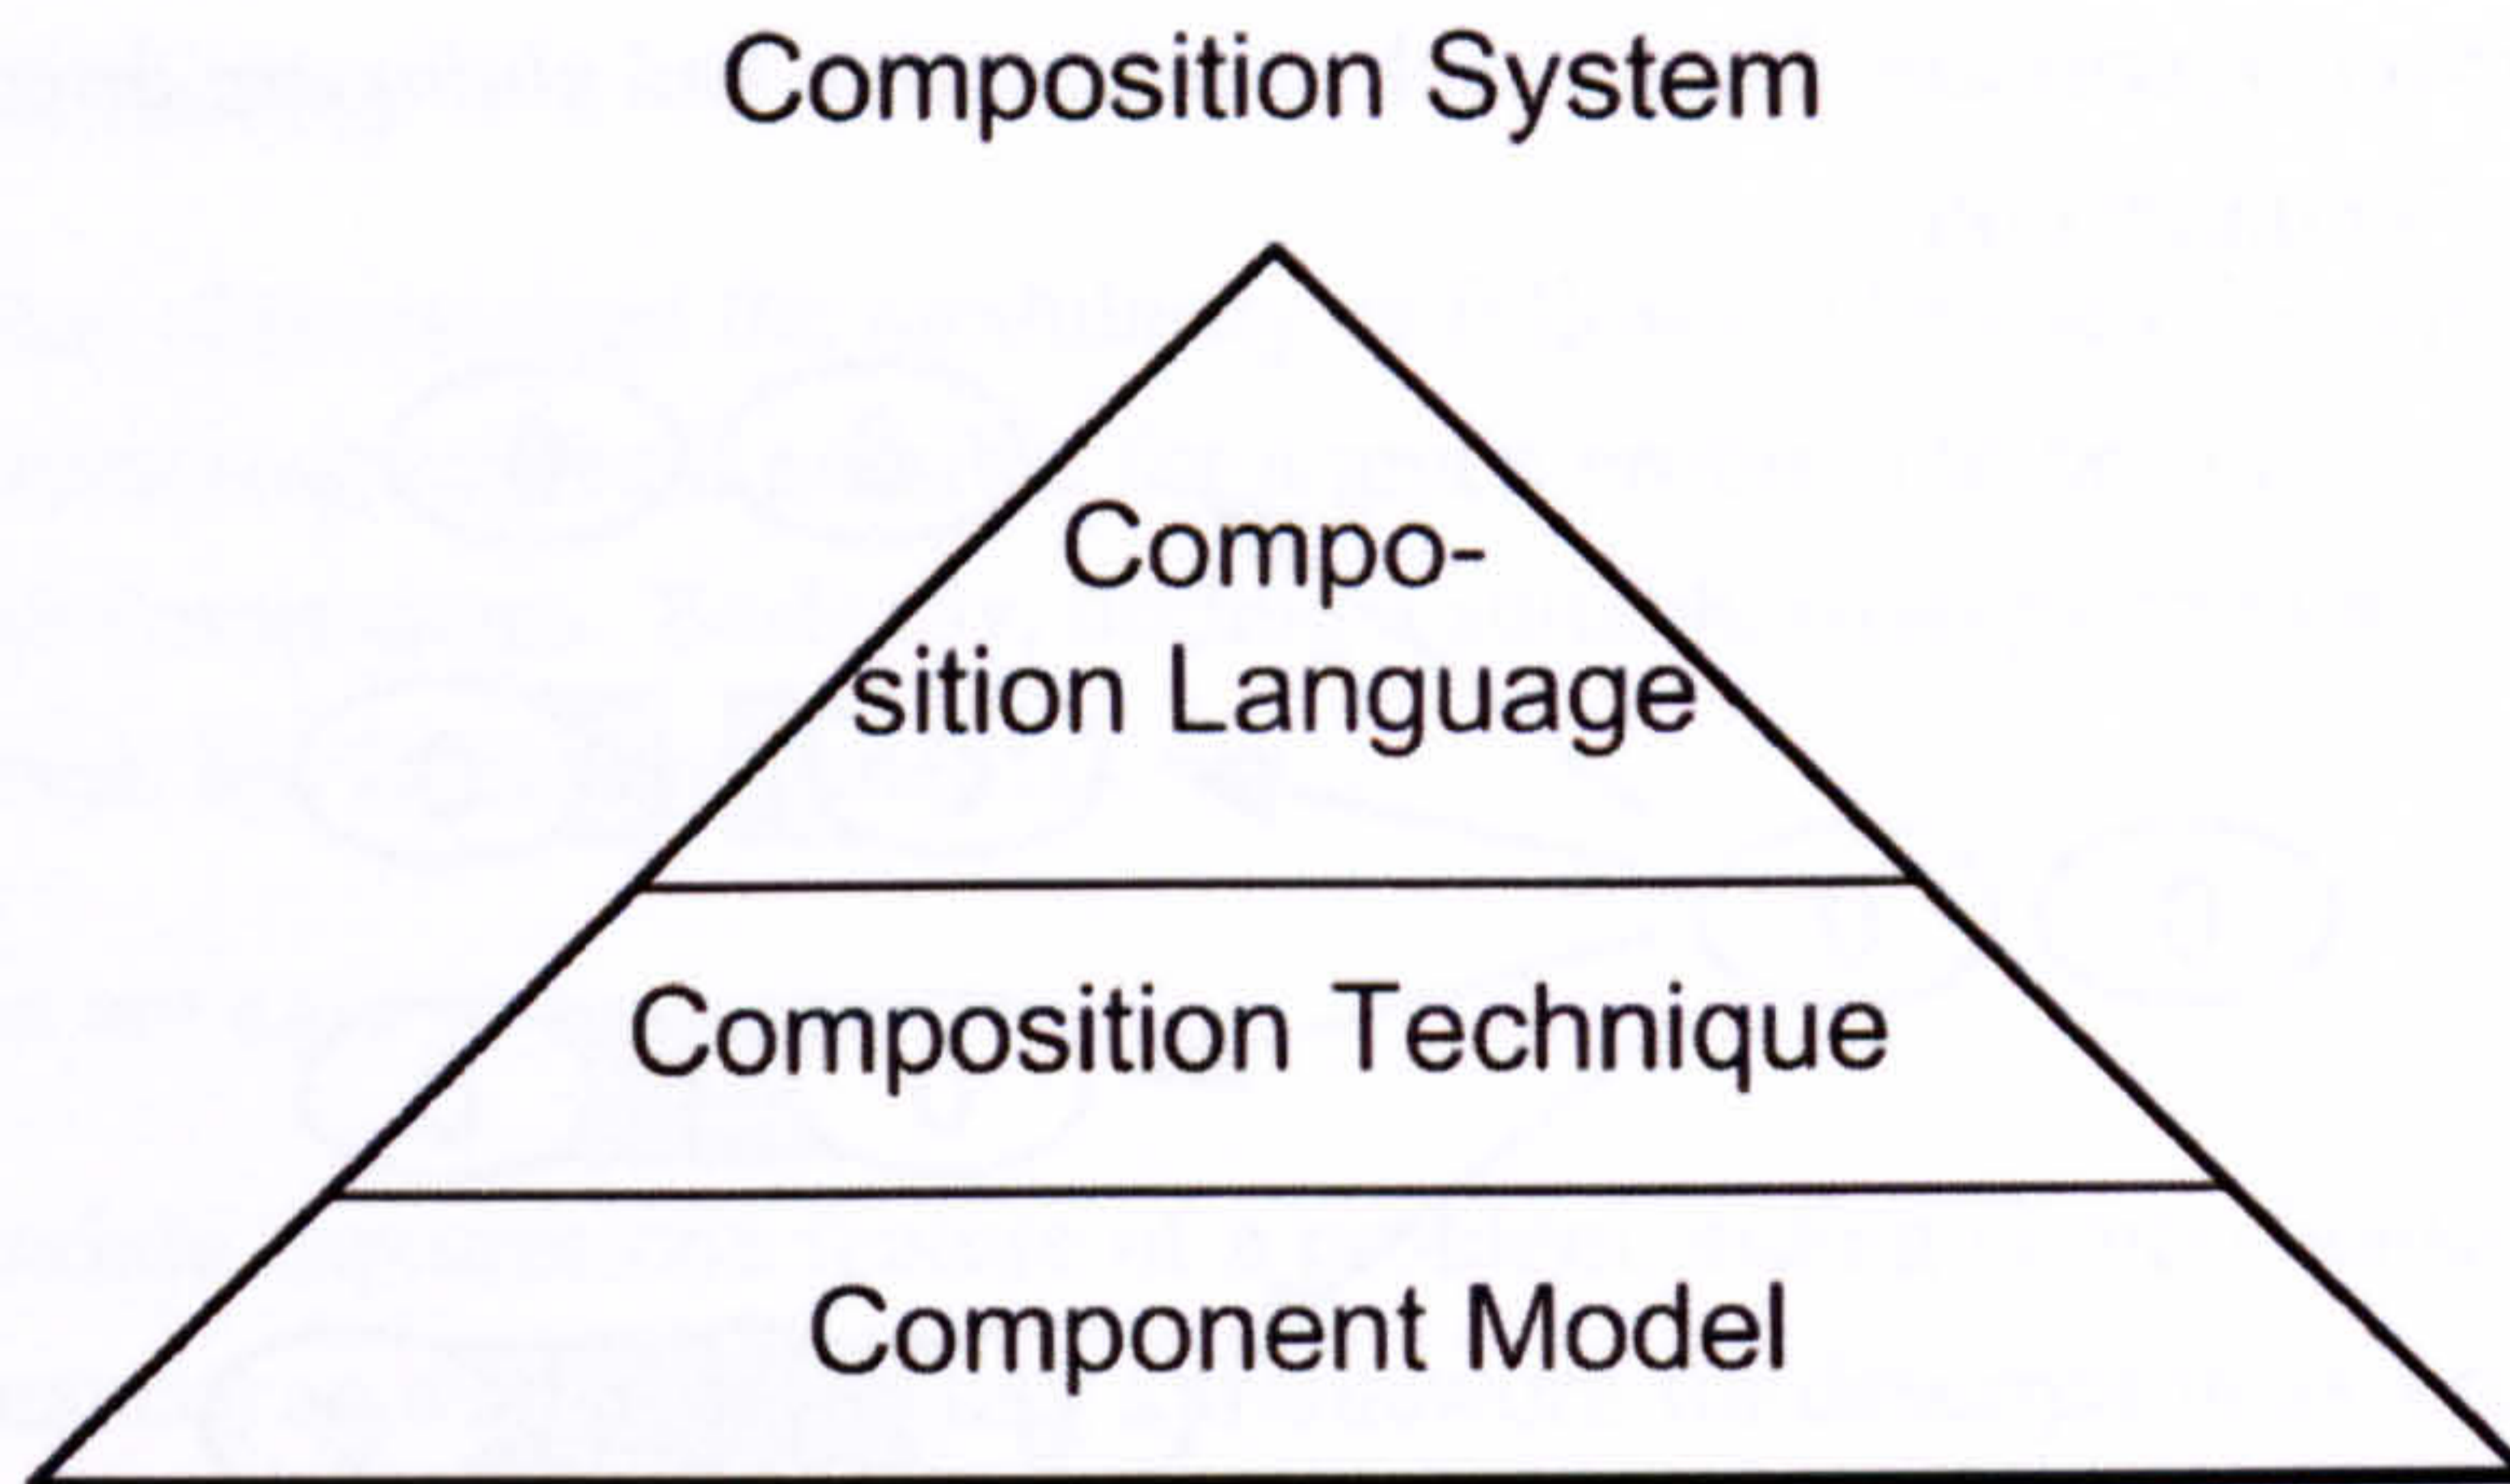 Composition System
Compo-
sition Language
Composition Technique
Component Model